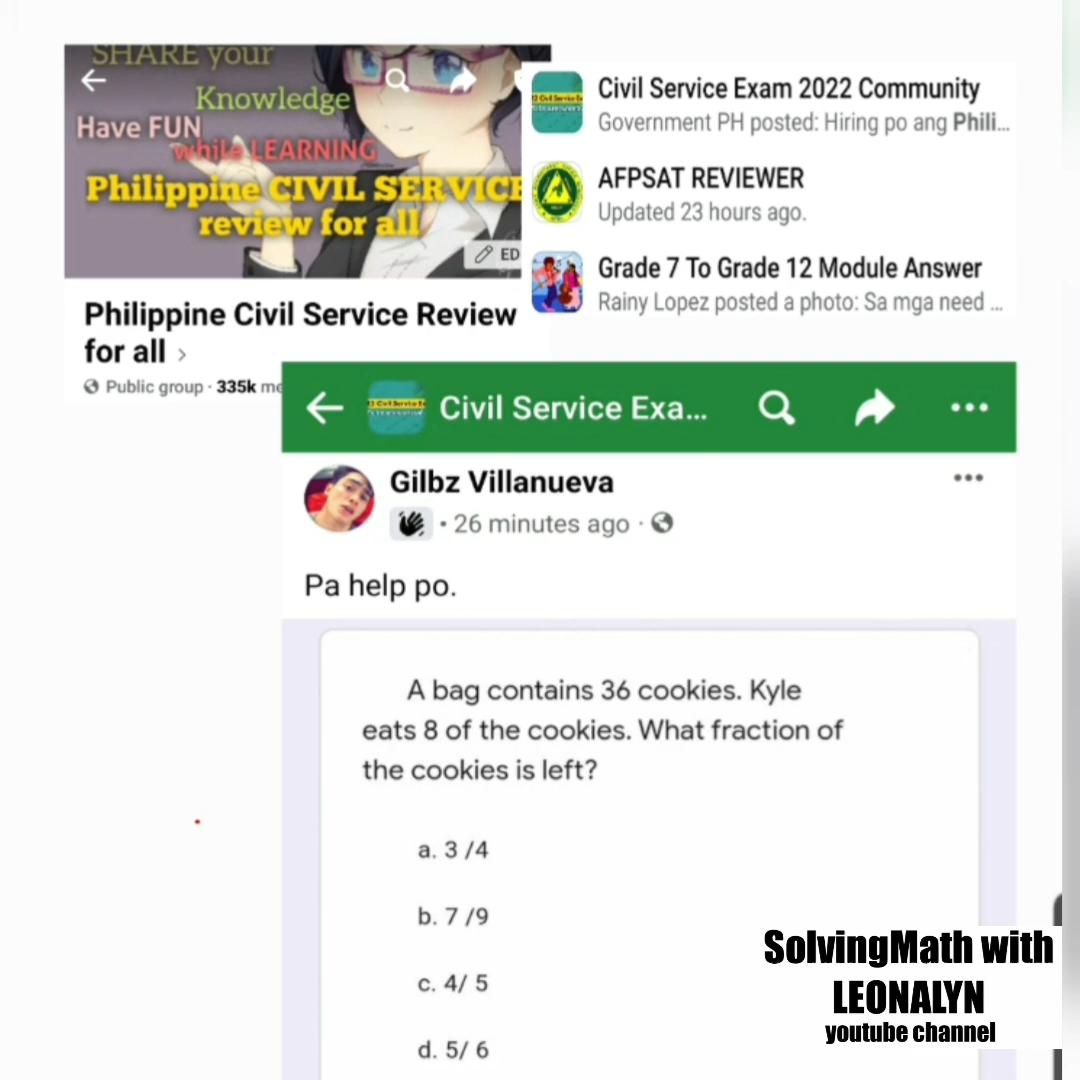 SHARE your
Knowledge
Have FUN
while LEARNING
Philippine CIVIL SERVICE
review for all
ED
Philippine Civil Service Review
for all
Public group · 335k me
Civil Service Exam 2022 Community
Government PH posted: Hiring po ang Phili...
AFPSAT REVIEWER
Updated 23 hours ago.
Grade 7 To Grade 12 Module Answer
Rainy Lopez posted a photo: Sa mga need ...
Civil Service Exa...
Gilbz Villanueva
• 26 minutes ago ·
Pa help po.
A bag contains 36 cookies. Kyle
eats 8 of the cookies. What fraction of
the cookies is left?
a. 3 /4
b. 7 /9
c. 4/ 5
d. 5/ 6
SolvingMath with
LEONALYN
youtube channel